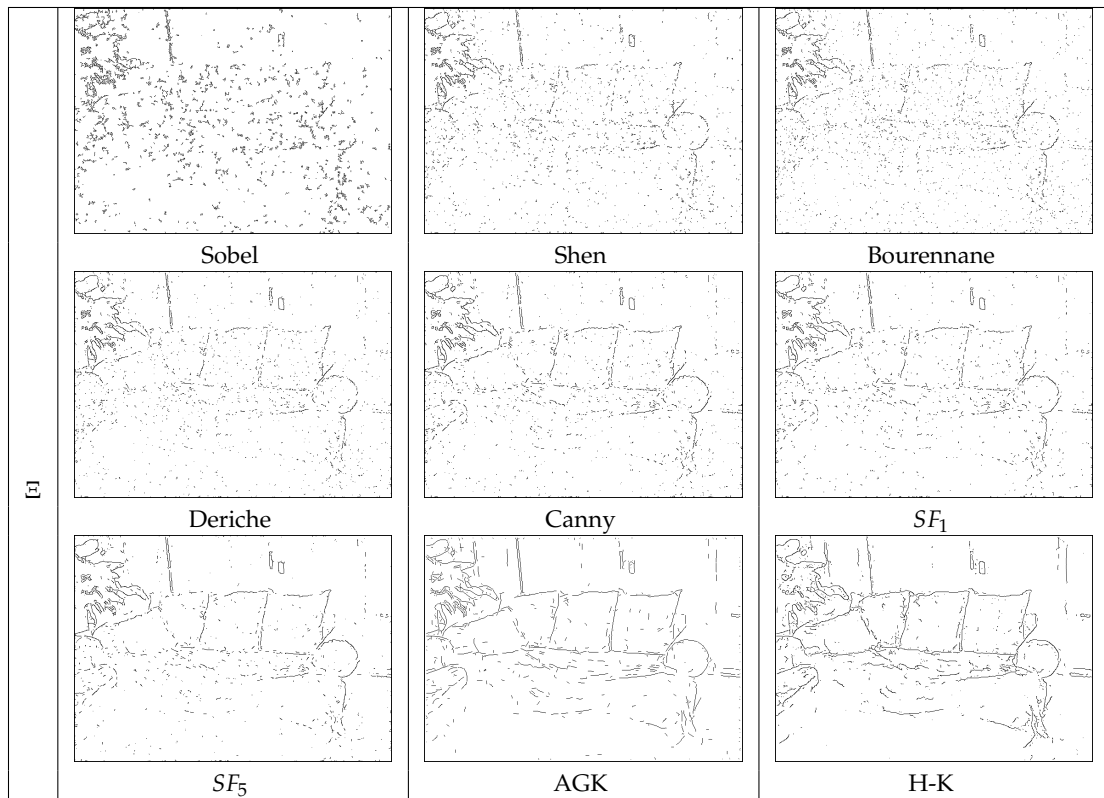 Sobel Shen Bourennane
Ξ
Deriche Canny SF₁
SF₅ AGK H-K